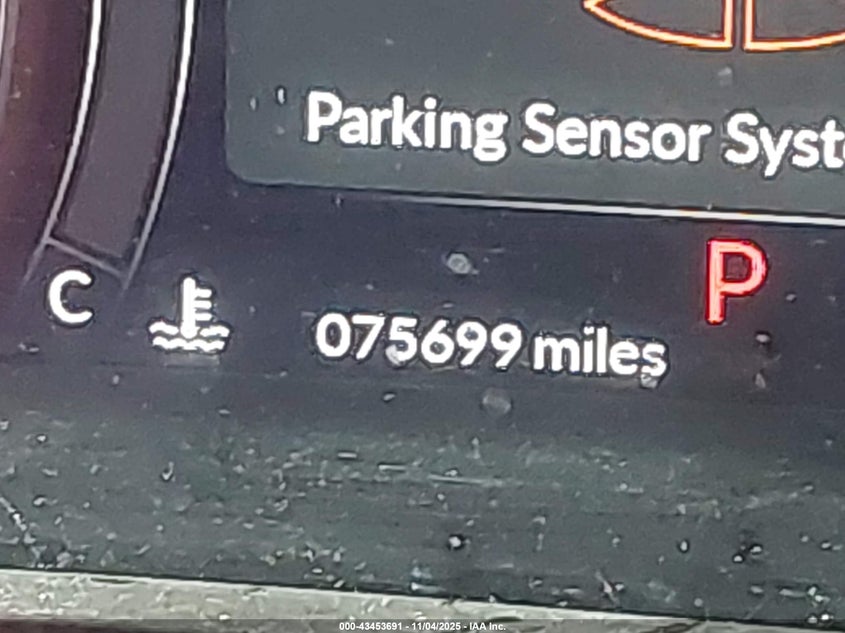 Parking Sensor Syst
P
C
075699 miles
000-43453691 - 11/04/2025 - IAA Inc.